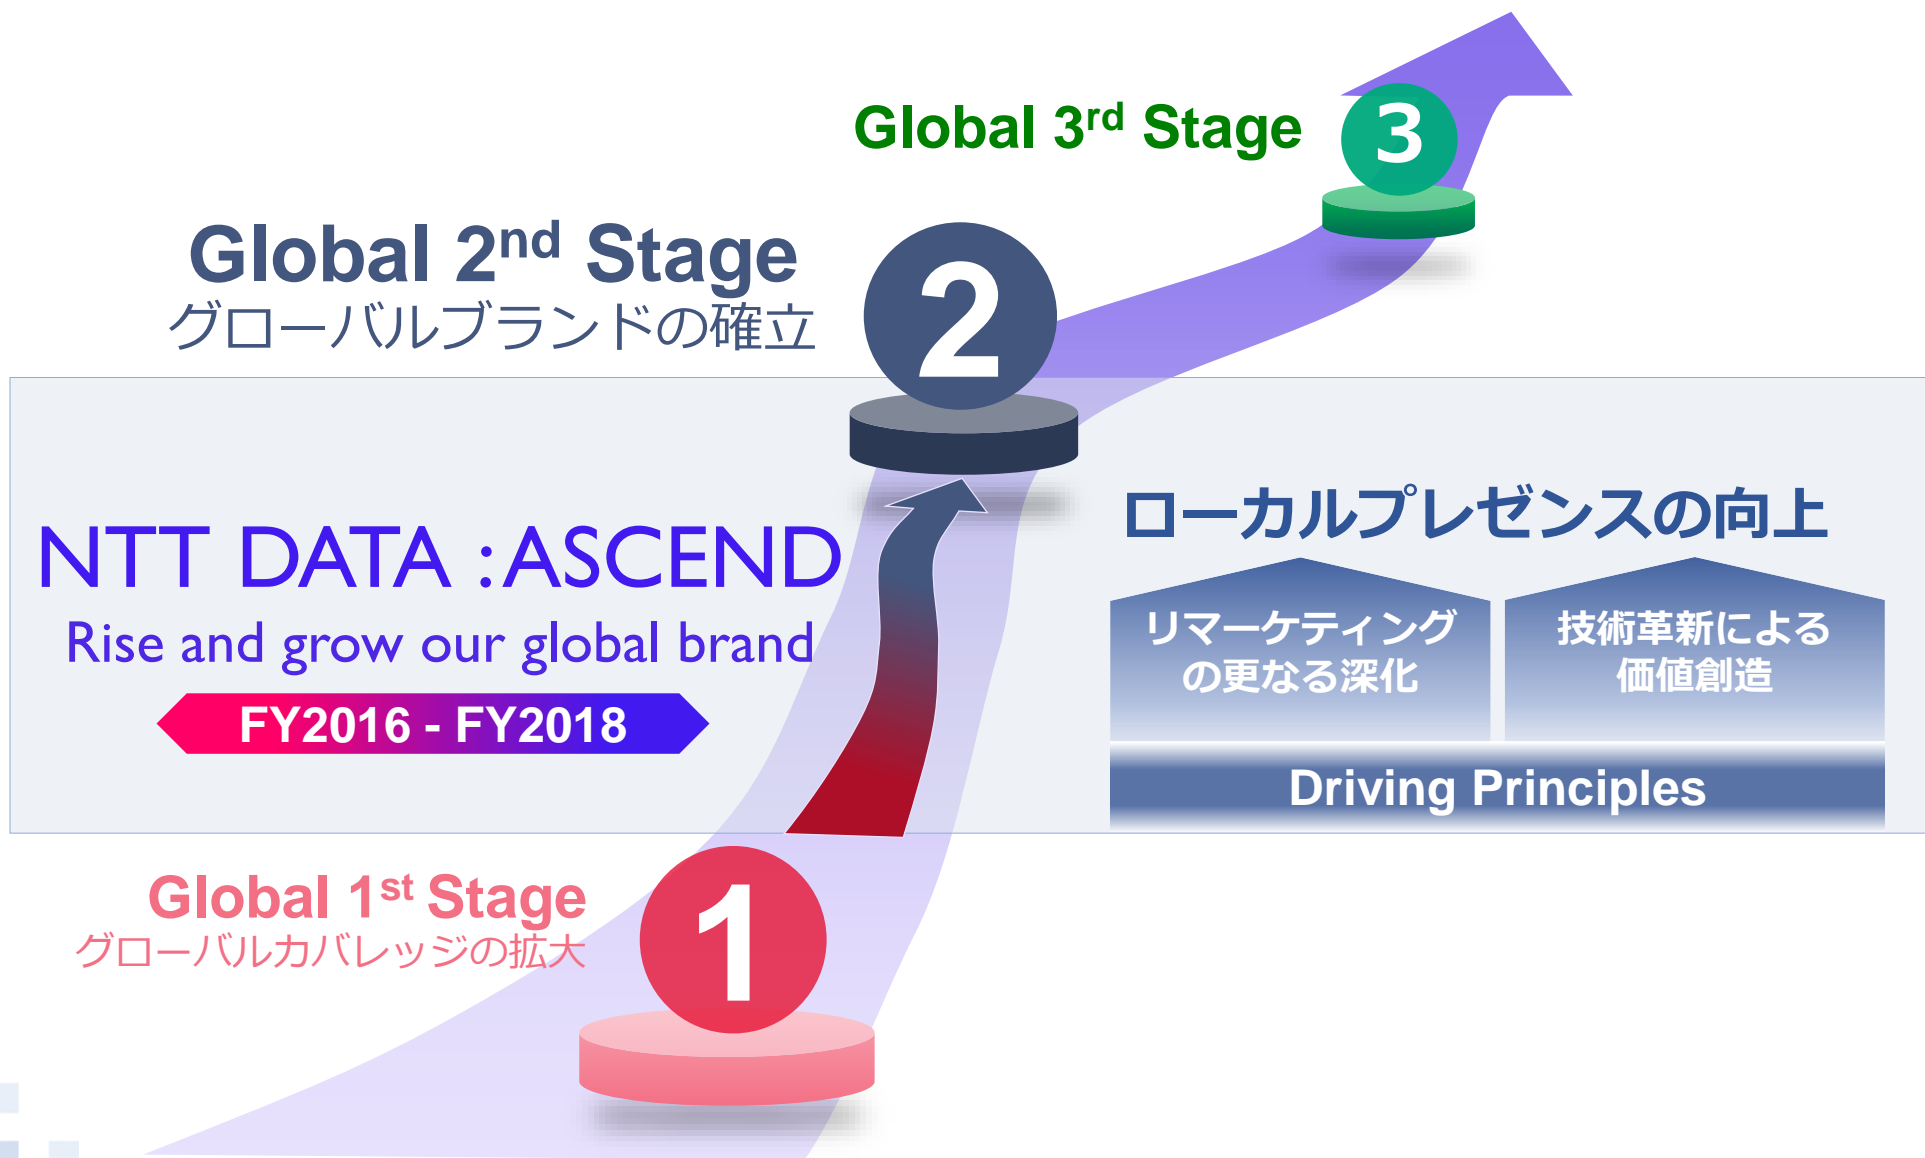 Global 3rd Stage
3
Global 2nd Stage
グローバルブランドの確立
2
NTT DATA : ASCEND
Rise and grow our global brand
FY2016 - FY2018
ローカルプレゼンスの向上
リマーケティング
の更なる深化
技術革新による
価値創造
Driving Principles
Global 1st Stage
グローバルカバレッジの拡大
1